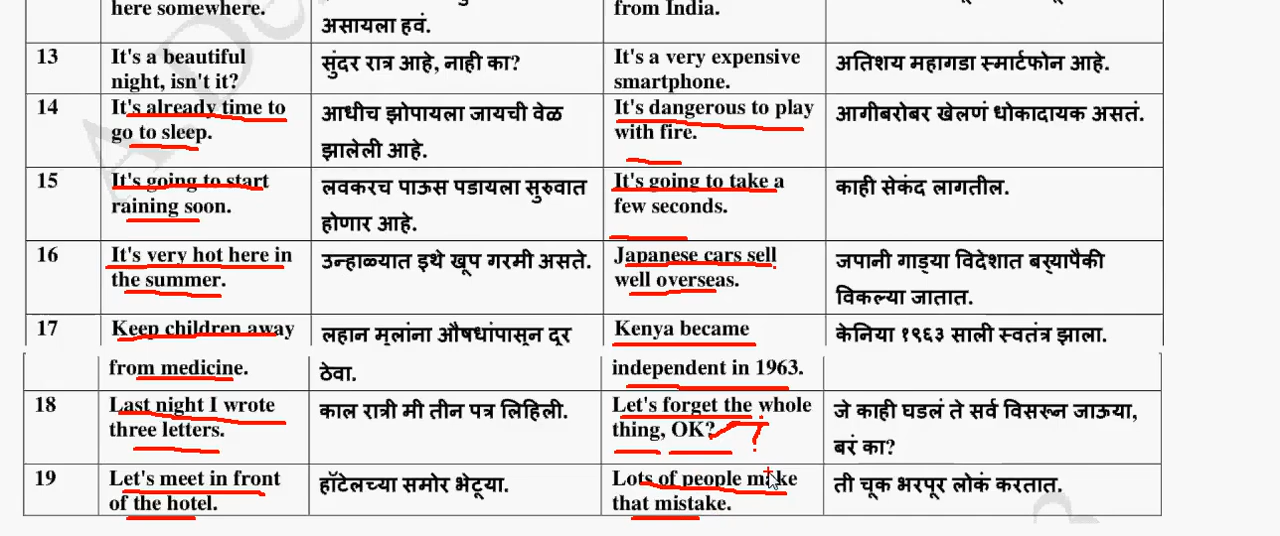 here somewhere.
असायला हवं.
from India.
13
It's a beautiful
night, isn't it?
सुंदर रात्र आहे, नाही का?
It's a very expensive
smartphone.
अतिशय महागडा स्मार्टफोन आहे.
14
It's already time to
go to sleep.
आधीच झोपायला जायची वेळ
झालेली आहे.
It's dangerous to play
with fire.
आगीबरोबर खेलणं धोकादायक असतं.
15
It's going to start
raining soon.
लवकरच पाऊस पडायला सुरुवात
होणार आहे.
It's going to take a
few seconds.
काही सेकंद लागतील.
16
It's very hot here in
the summer.
उन्हाळ्यात इथे खूप गरमी असते.
Japanese cars sell
well overseas.
जपानी गाड्या विदेशात बऱ्यापैकी
विकल्या जातात.
17
Keep children away
from medicine.
लहान मुलांना औषधांपासून दूर
ठेवा.
Kenya became
independent in 1963.
केनिया १९६३ साली स्वतंत्र झाला.
18
Last night I wrote
three letters.
काल रात्री मी तीन पत्र लिहिली.
Let's forget the whole
thing, OK?
जे काही घडलं ते सर्व विसरून जाऊया,
बरं का?
19
Let's meet in front
of the hotel.
हॉटेलच्या समोर भेटूया.
Lots of people make
that mistake.
ती चूक भरपूर लोकं करतात.